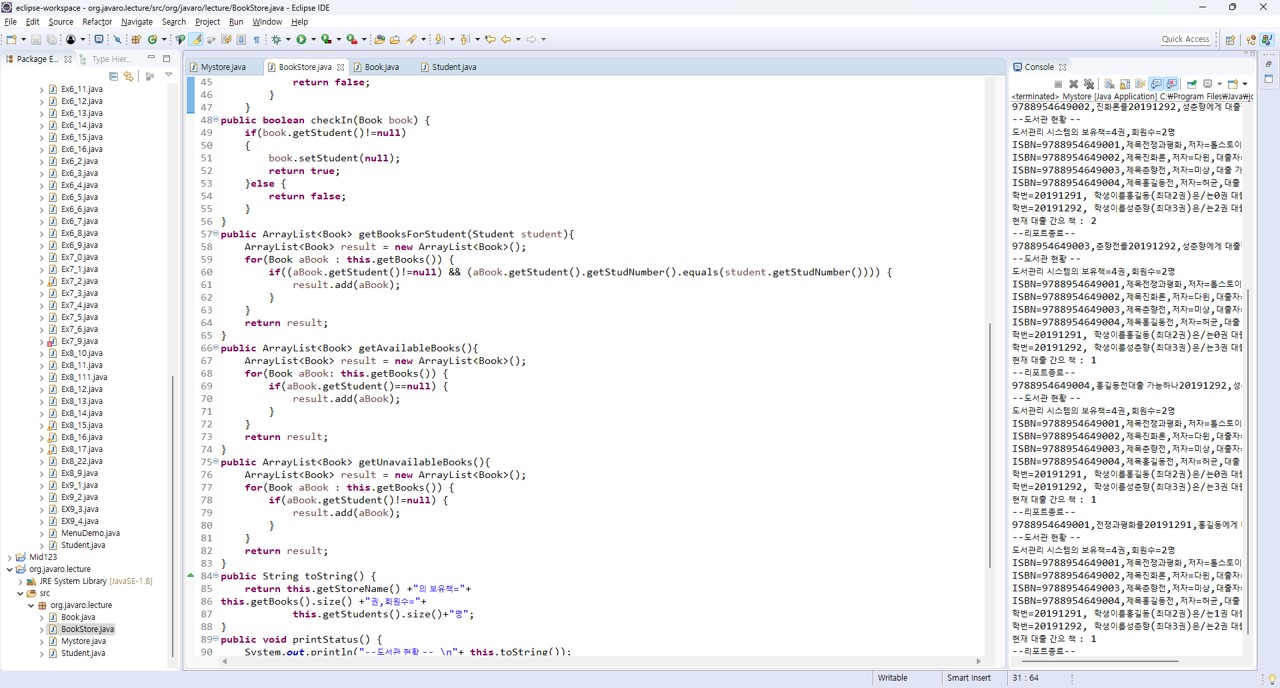 eclipse-workspace - org.javaro.lecture/src/org/javaro/lecture/BookStore.java - Eclipse IDE
File Edit Source Refactor Navigate Search Project Run Window Help
Quick Access
Package E... Type Hier...
Ex6_11.java
Ex6_12.java
Ex6_13.java
Ex6_14.java
Ex6_15.java
Ex6_16.java
Ex6_2.java
Ex6_3.java
Ex6_4.java
Ex6_5.java
Ex6_6.java
Ex6_7.java
Ex6_8.java
Ex6_9.java
Ex7_0.java
Ex7_1.java
Ex7_2.java
Ex7_3.java
Ex7_4.java
Ex7_5.java
Ex7_6.java
Ex7_9.java
Ex8_10.java
Ex8_11.java
Ex8_111.java
Ex8_12.java
Ex8_13.java
Ex8_14.java
Ex8_15.java
Ex8_16.java
Ex8_17.java
Ex8_22.java
Ex8_9.java
Ex9_1.java
Ex9_2.java
EX9_3.java
EX9_4.java
MenuDemo.java
Student.java
Mid123
org.javaro.lecture
JRE System Library [JavaSE-1.8]
src
org.javaro.lecture
Book.java
BookStore.java
Mystore.java
Student.java
Mystore.java BookStore.java Book.java Student.java
45 return false;
46 }
47 }
48 public boolean checkIn(Book book) {
49 if(book.getStudent()!=null)
50 {
51 book.setStudent(null);
52 return true;
53 }else {
54 return false;
55 }
56 }
57 public ArrayList<Book> getBooksForStudent(Student student){
58 ArrayList<Book> result = new ArrayList<Book>();
59 for(Book aBook : this.getBooks()) {
60 if((aBook.getStudent()!=null) && (aBook.getStudent().getStudNumber().equals(student.getStudNumber()))) {
61 result.add(aBook);
62 }
63 }
64 return result;
65 }
66 public ArrayList<Book> getAvailableBooks(){
67 ArrayList<Book> result = new ArrayList<Book>();
68 for(Book aBook: this.getBooks()) {
69 if(aBook.getStudent()==null) {
70 result.add(aBook);
71 }
72 }
73 return result;
74 }
75 public ArrayList<Book> getUnavailableBooks(){
76 ArrayList<Book> result = new ArrayList<Book>();
77 for(Book aBook : this.getBooks()) {
78 if(aBook.getStudent()!=null) {
79 result.add(aBook);
80 }
81 }
82 return result;
83 }
84 public String toString() {
85 return this.getStoreName() +"의 보유책="+
86 this.getBooks().size() +"권,회원수="+
87 this.getStudents().size()+"명";
88 }
89 public void printStatus() {
90 System.out.println("--도서관 현황 -- \n"+ this.toString());
Console
<terminated> Mystore [Java Application] C:₩Program Files₩Java₩jd
9788954649002,진화론를20191292,성춘향에게 대출
--도서관 현황 --
도서관리 시스템의 보유책=4권,회원수=2명
ISBN=9788954649001,제목전쟁과평화,저자=톨스토이
ISBN=9788954649002,제목진화론,저자=다윈,대출자=
ISBN=9788954649003,제목춘향전,저자=미상,대출 가
ISBN=9788954649004,제목홍길동전,저자=허균,대출
학번=20191291, 학생이름홍길동(최대2권)은/는0권 대출
학번=20191292, 학생이름성춘향(최대3권)은/는2권 대출
현재 대출 간으 책 : 2
--리포트종료--
9788954649003,춘향전를20191292,성춘향에게 대출
--도서관 현황 --
도서관리 시스템의 보유책=4권,회원수=2명
ISBN=9788954649001,제목전쟁과평화,저자=톨스토이
ISBN=9788954649002,제목진화론,저자=다윈,대출자=
ISBN=9788954649003,제목춘향전,저자=미상,대출자=
ISBN=9788954649004,제목홍길동전,저자=허균,대출
학번=20191291, 학생이름홍길동(최대2권)은/는0권 대출
학번=20191292, 학생이름성춘향(최대3권)은/는3권 대출
현재 대출 간으 책 : 1
--리포트종료--
9788954649004,홍길동전대출 가능하나20191292,성
--도서관 현황 --
도서관리 시스템의 보유책=4권,회원수=2명
ISBN=9788954649001,제목전쟁과평화,저자=톨스토이
ISBN=9788954649002,제목진화론,저자=다윈,대출자=
ISBN=9788954649003,제목춘향전,저자=미상,대출자=
ISBN=9788954649004,제목홍길동전,저자=허균,대출
학번=20191291, 학생이름홍길동(최대2권)은/는0권 대출
학번=20191292, 학생이름성춘향(최대3권)은/는3권 대출
현재 대출 간으 책 : 1
--리포트종료--
9788954649001,전쟁과평화를20191291,홍길동에게
--도서관 현황 --
도서관리 시스템의 보유책=4권,회원수=2명
ISBN=9788954649001,제목전쟁과평화,저자=톨스토이
ISBN=9788954649002,제목진화론,저자=다윈,대출자=
ISBN=9788954649003,제목춘향전,저자=미상,대출자=
ISBN=9788954649004,제목홍길동전,저자=허균,대출
학번=20191291, 학생이름홍길동(최대2권)은/는1권 대출
학번=20191292, 학생이름성춘향(최대3권)은/는2권 대출
현재 대출 간으 책 : 1
--리포트종료--
Writable Smart Insert 31 : 64